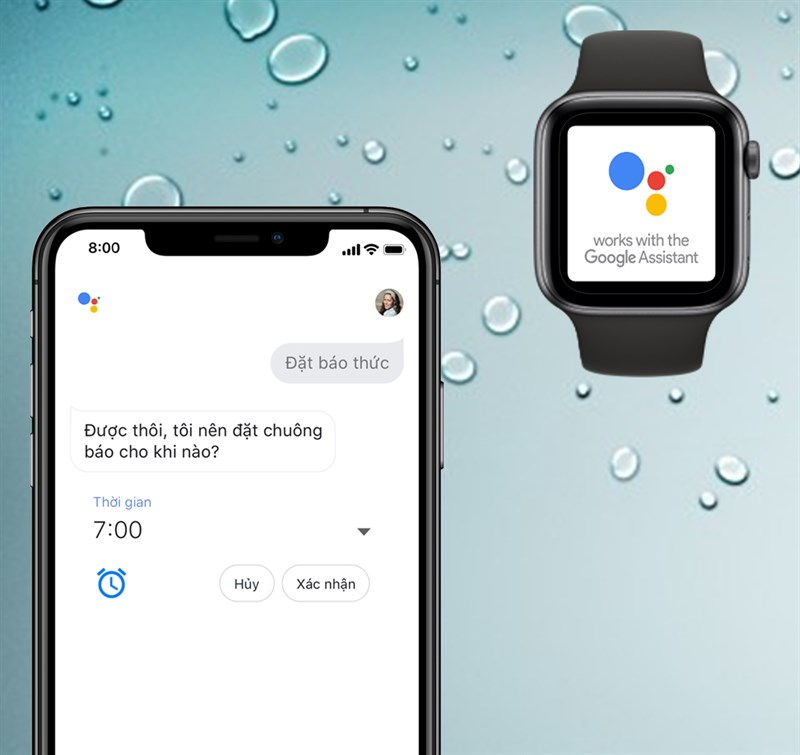 8:00
Đặt báo thức
Được thôi, tôi nên đặt chuông
báo cho khi nào?
Thời gian
7:00
Hủy
Xác nhận
works with the
Google Assistant